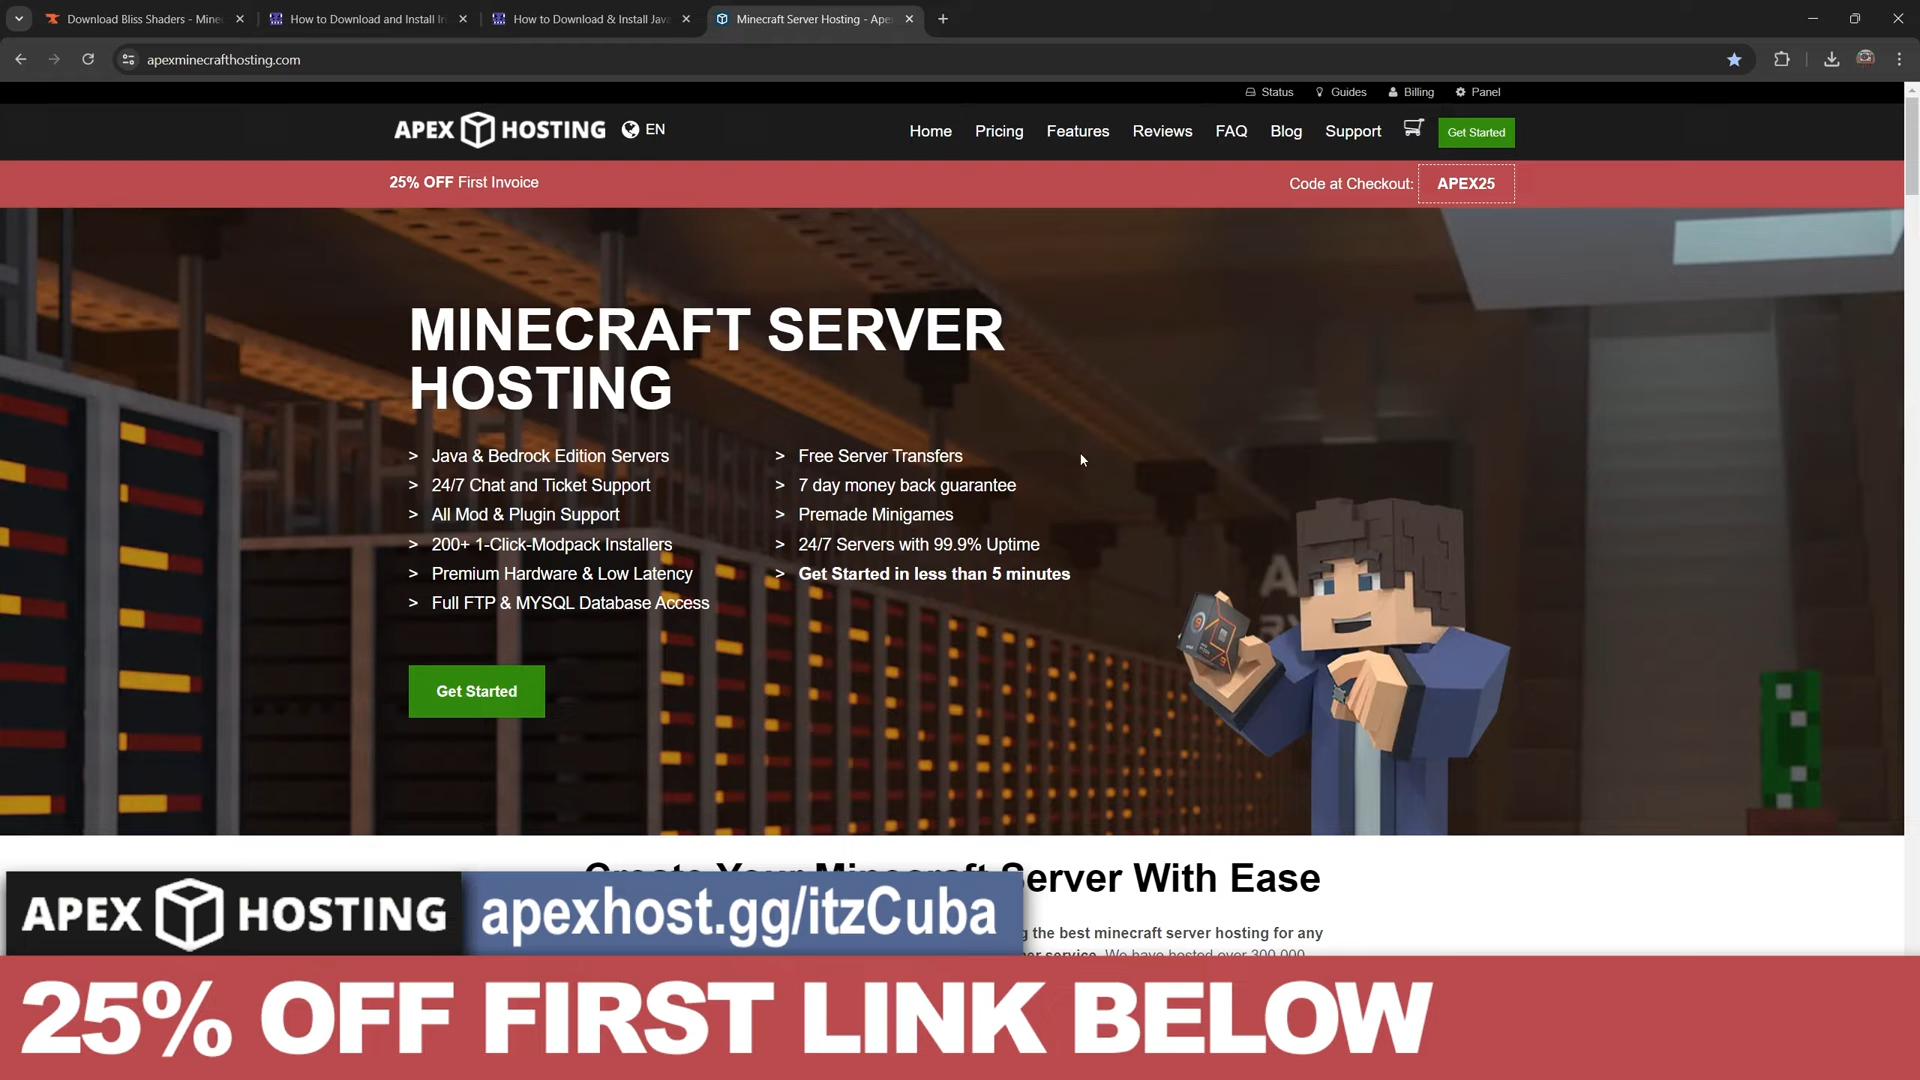 Download Bliss Shaders - Mine
How to Download and Install Ir
How to Download & Install Java
Minecraft Server Hosting - Apex
apexminecrafthosting.com
Status Guides Billing Panel
APEX HOSTING EN
Home Pricing Features Reviews FAQ Blog Support Get Started
25% OFF First Invoice
Code at Checkout: APEX25
MINECRAFT SERVER
HOSTING
> Java & Bedrock Edition Servers
> 24/7 Chat and Ticket Support
> All Mod & Plugin Support
> 200+ 1-Click-Modpack Installers
> Premium Hardware & Low Latency
> Full FTP & MYSQL Database Access
> Free Server Transfers
> 7 day money back guarantee
> Premade Minigames
> 24/7 Servers with 99.9% Uptime
> Get Started in less than 5 minutes
Get Started
Create Your Minecraft Server With Ease
the best minecraft server hosting for any
service. We have hosted over 300,000
APEX HOSTING apexhost.gg/itzCuba
25% OFF FIRST LINK BELOW